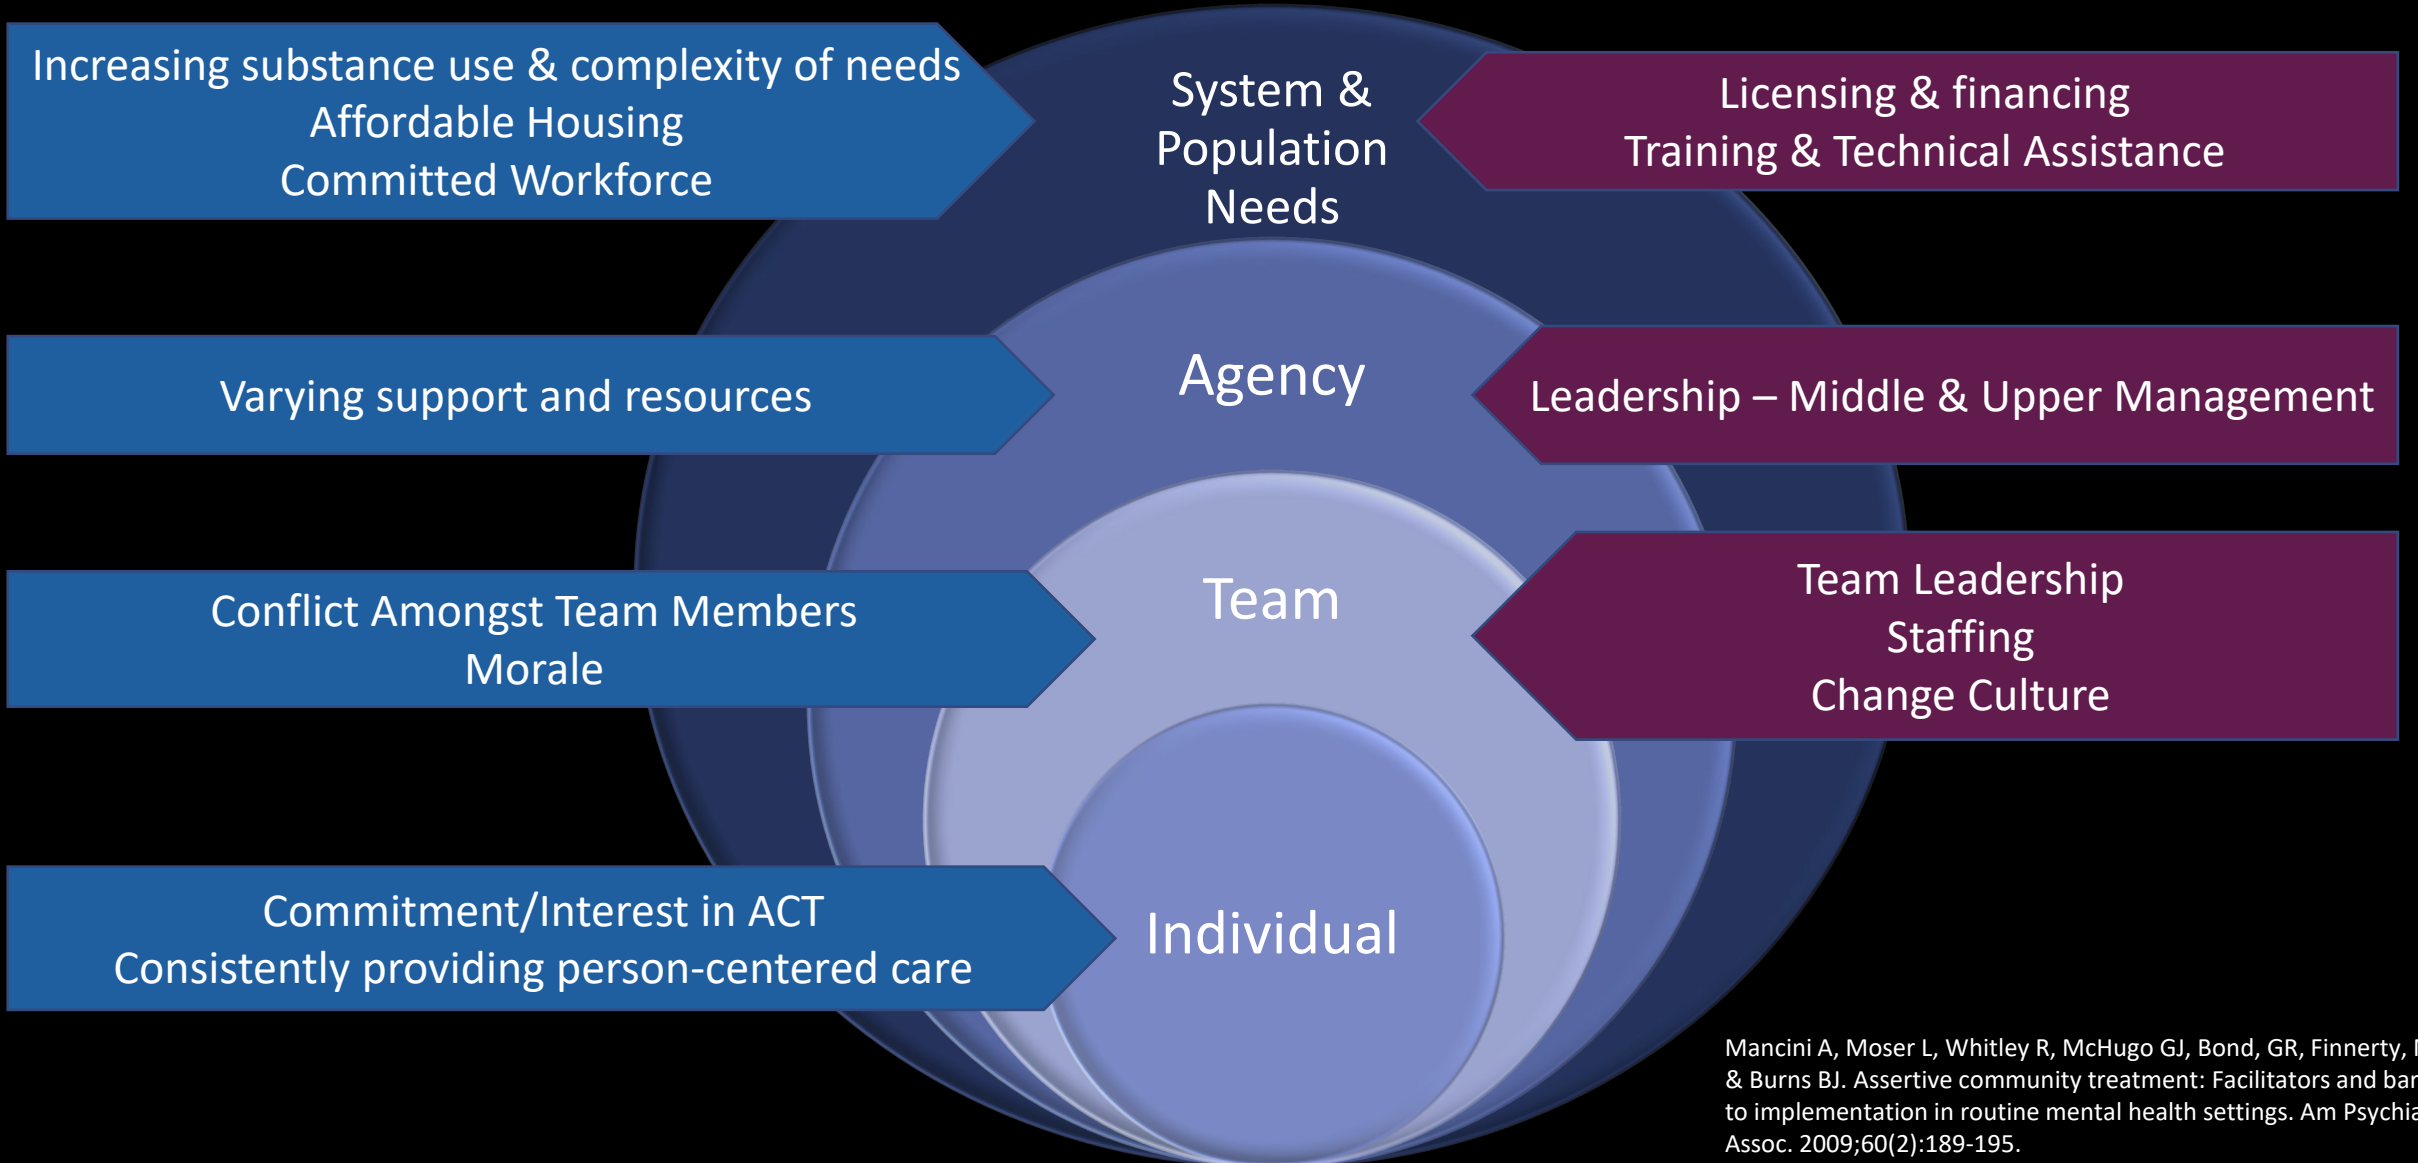 Increasing substance use & complexity of needs
Affordable Housing
Committed Workforce
System &
Population
Needs
Licensing & financing
Training & Technical Assistance
Varying support and resources
Agency
Leadership – Middle & Upper Management
Conflict Amongst Team Members
Morale
Team
Team Leadership
Staffing
Change Culture
Commitment/Interest in ACT
Consistently providing person-centered care
Individual
Mancini A, Moser L, Whitley R, McHugo GJ, Bond, GR, Finnerty,
& Burns BJ. Assertive community treatment: Facilitators and
to implementation in routine mental health settings. Am
Assoc. 2009;60(2):189-195.